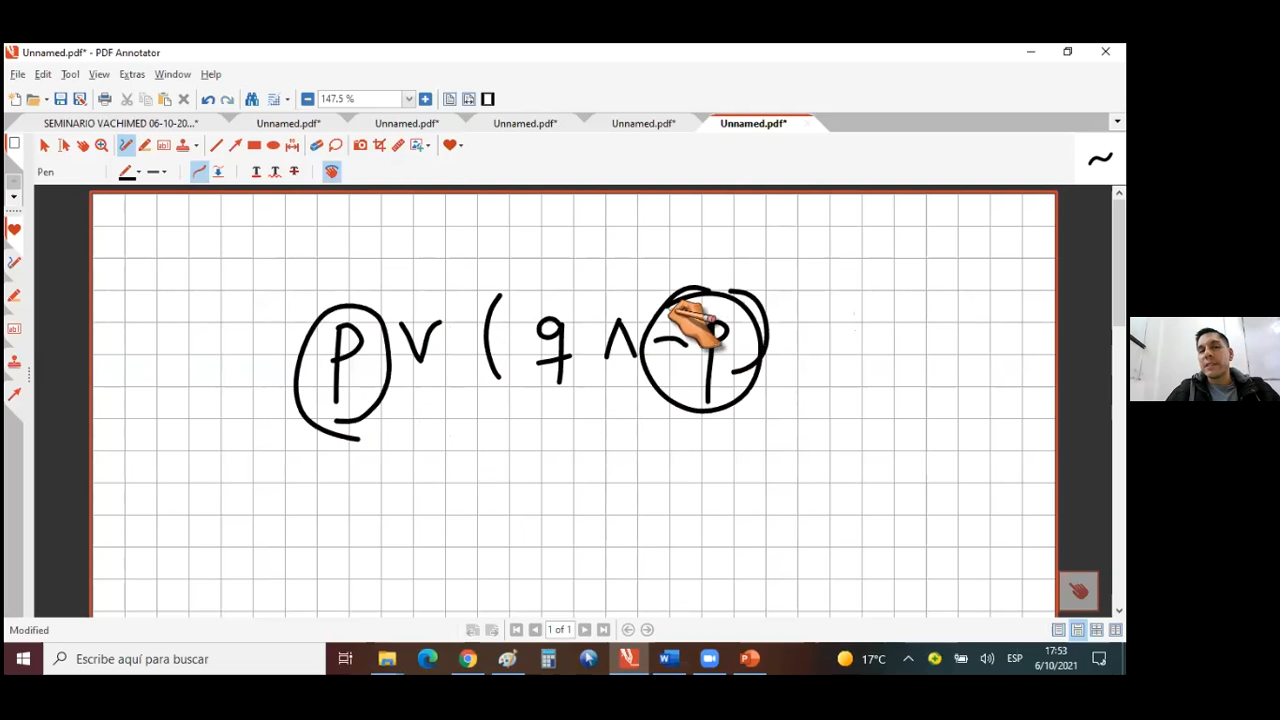 Unnamed.pdf* - PDF Annotator
File Edit Tool View Extras Window Help
147.5 %
SEMINARIO VACHIMED 06-10-20...* Unnamed.pdf* Unnamed.pdf* Unnamed.pdf* Unnamed.pdf* Unnamed.pdf*
Pen
p v ( q ∧ ~p)
1 of 1
Modified
Escribe aquí para buscar
17°C
ESP
17:53
6/10/2021